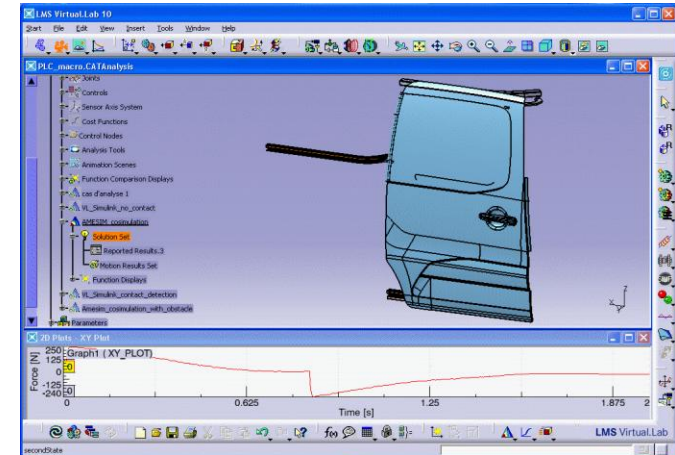 LMS Virtual.Lab 10
Start File Edit View Insert Tools Window Help
PLC_macro.CATAnalysis
Joints
Controls
Sensor Axis System
Cost Functions
Control Nodes
Analysis Tools
Animation Scenes
Function Comparison Displays
cas d'analyse 1
VL_Simulink_no_contact
AMESIM_cosimulation
Solution Set
Reported Results.3
Motion Results Set
Function Displays
VL_Simulink_contact_detection
Amesim_cosimulation_with_obstacle
Parameters
z
y
x
2D Plots - XY Plot
Graph1 ( XY_PLOT)
Force [N]
250
125
0
-125
-240
0
0
0 0.625 1.25 1.875 2
Time [s]
f(x)
LMS Virtual.Lab
secondState